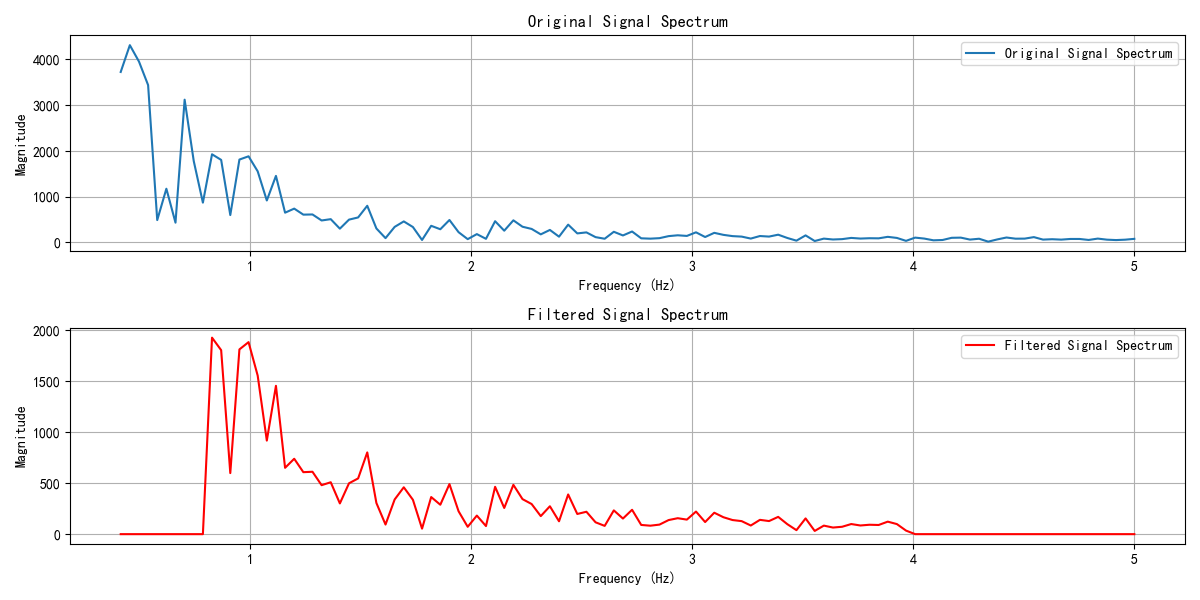 Original Signal Spectrum
Original Signal Spectrum
Magnitude
4000
3000
2000
1000
0
1
2
3
4
5
Frequency (Hz)
Filtered Signal Spectrum
Filtered Signal Spectrum
Magnitude
2000
1500
1000
500
0
1
2
3
4
5
Frequency (Hz)